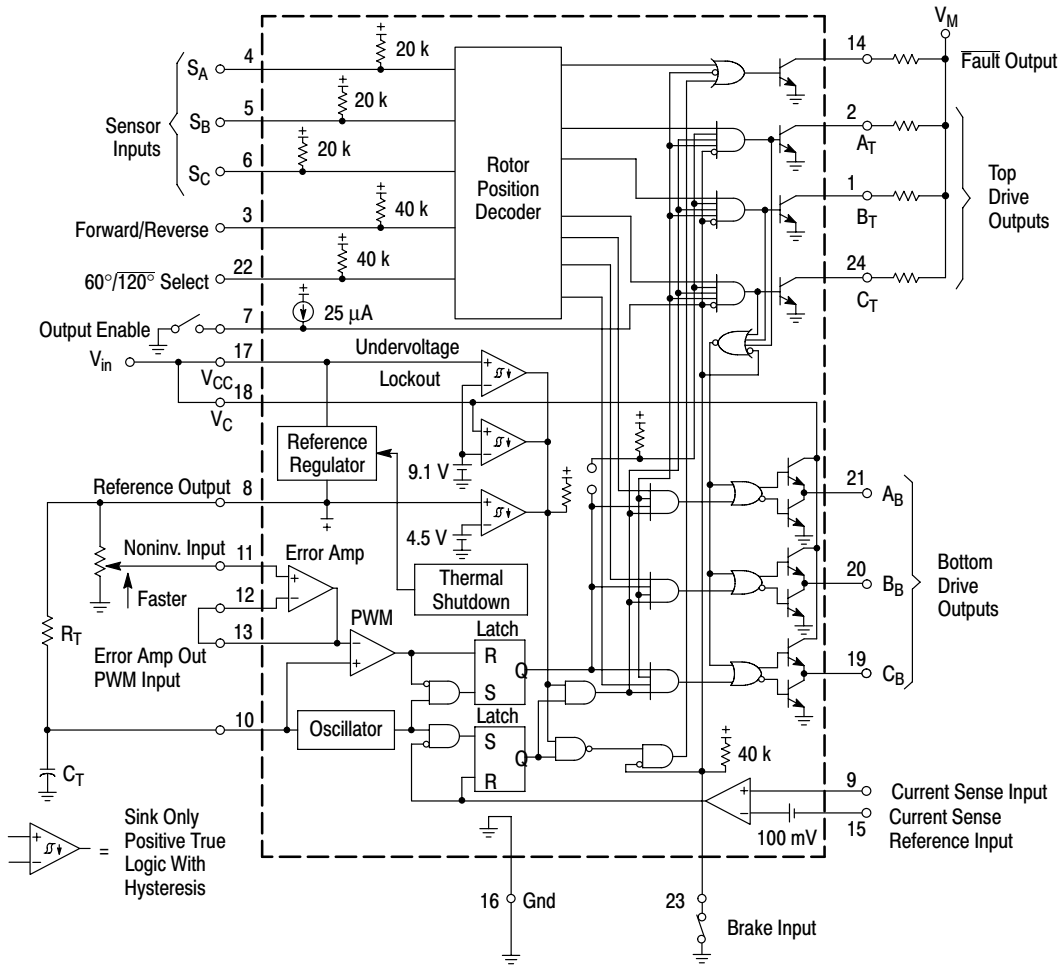 V_M
4
20 k
14
Fault Output
S_A
5
20 k
2
A_T
Sensor
Inputs
S_B
6
20 k
S_C
Rotor
Position
Decoder
1
B_T
Top
Drive
Outputs
3
40 k
Forward/Reverse
22
40 k
60°/120° Select
24
C_T
7
25 μA
Output Enable
V_in
17
V_CC
Undervoltage
Lockout
18
V_C
Reference
Regulator
9.1 V
Reference Output
8
4.5 V
21
A_B
Noninv. Input
11
Error Amp
Faster
12
Thermal
Shutdown
20
B_B
Bottom
Drive
Outputs
R_T
13
PWM
Error Amp Out
PWM Input
Latch
R
Q
S
19
C_B
10
Oscillator
Latch
S
Q
R
40 k
C_T
9
Current Sense Input
100 mV
15
Current Sense
Reference Input
=
Sink Only
Positive True
Logic With
Hysteresis
16
Gnd
23
Brake Input